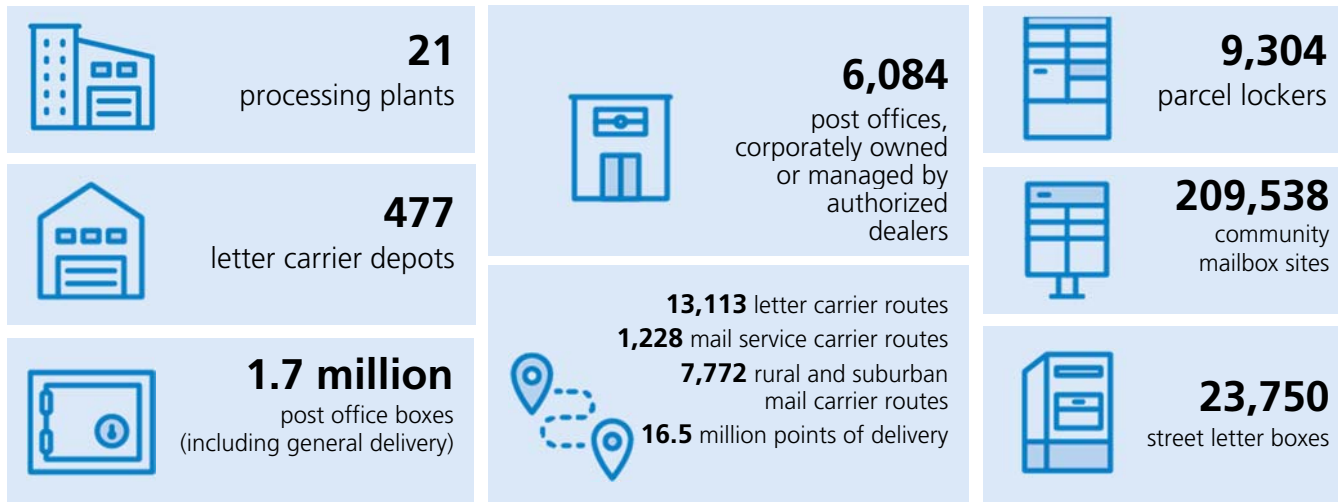 21
processing plants
477
letter carrier depots
1.7 million
post office boxes
(including general delivery)
6,084
post offices,
corporately owned
or managed by
authorized
dealers
13,113 letter carrier routes
1,228 mail service carrier routes
7,772 rural and suburban
mail carrier routes
16.5 million points of delivery
9,304
parcel lockers
209,538
community
mailbox sites
23,750
street letter boxes